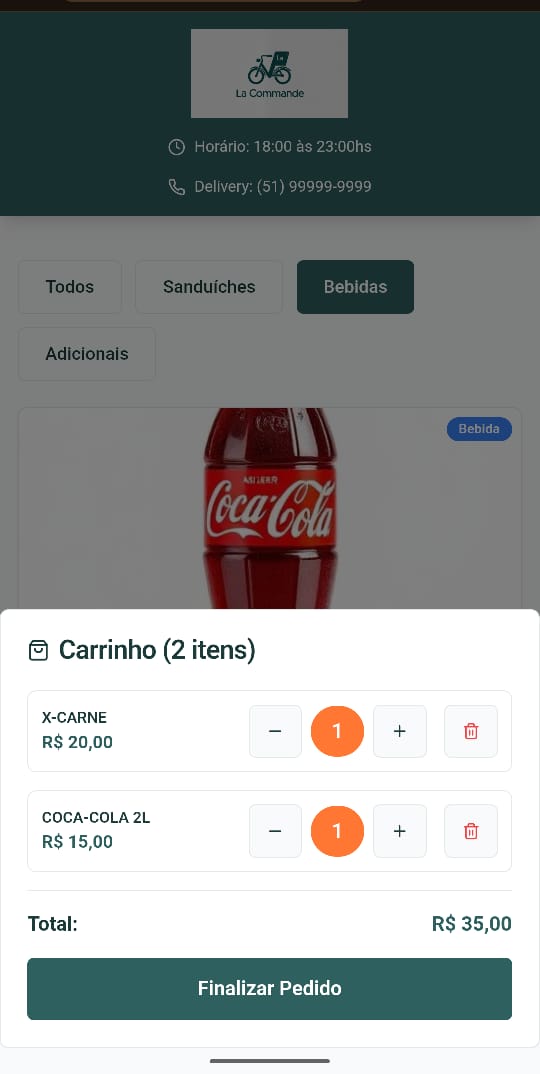 La Commande
Horário: 18:00 às 23:00hs
Delivery: (51) 99999-9999
Todos
Sanduíches
Bebidas
Adicionais
Bebida
Coca-Cola
Carrinho (2 itens)
X-CARNE
R$ 20,00
1
COCA-COLA 2L
R$ 15,00
1
Total:
R$ 35,00
Finalizar Pedido